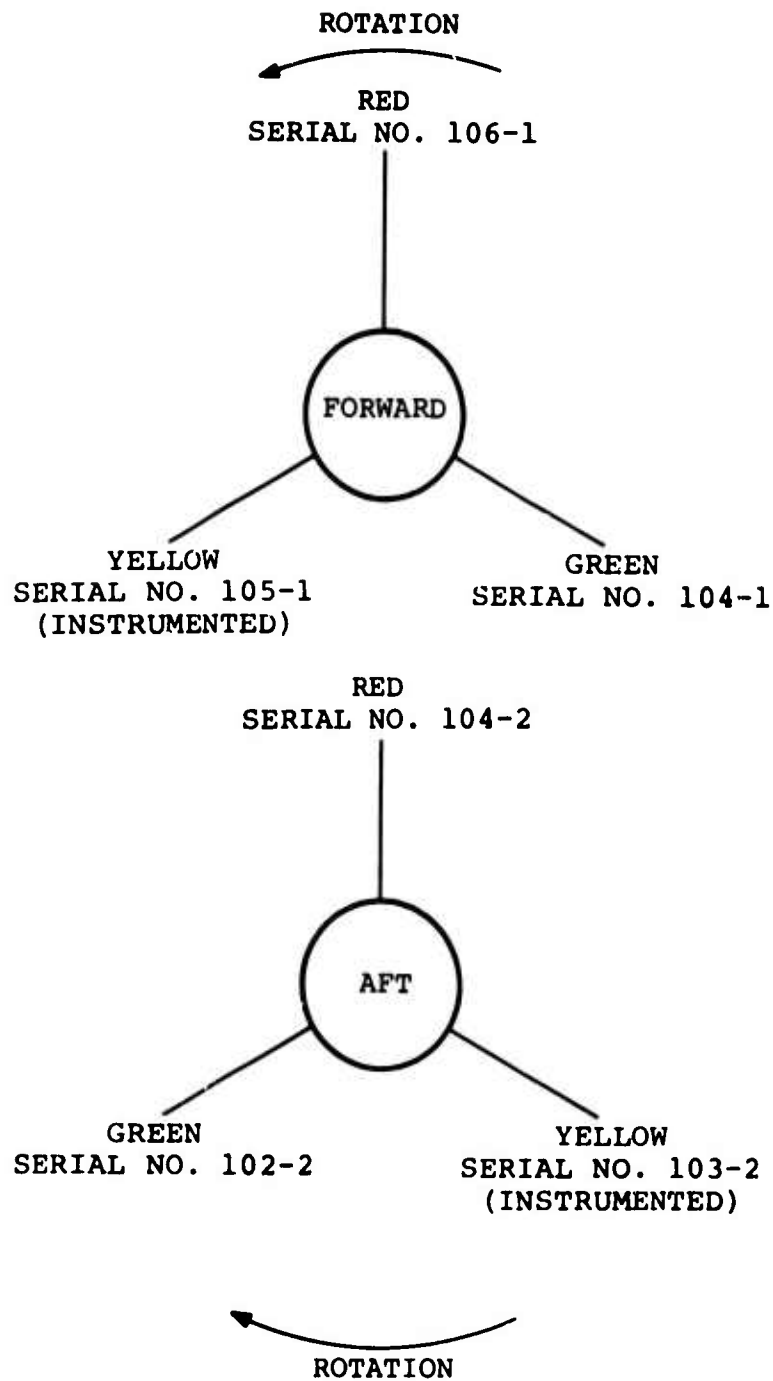 ROTATION
RED
SERIAL NO. 106-1
FORWARD
YELLOW
SERIAL NO. 105-1
(INSTRUMENTED)
GREEN
SERIAL NO. 104-1
RED
SERIAL NO. 104-2
AFT
GREEN
SERIAL NO. 102-2
YELLOW
SERIAL NO. 103-2
(INSTRUMENTED)
ROTATION